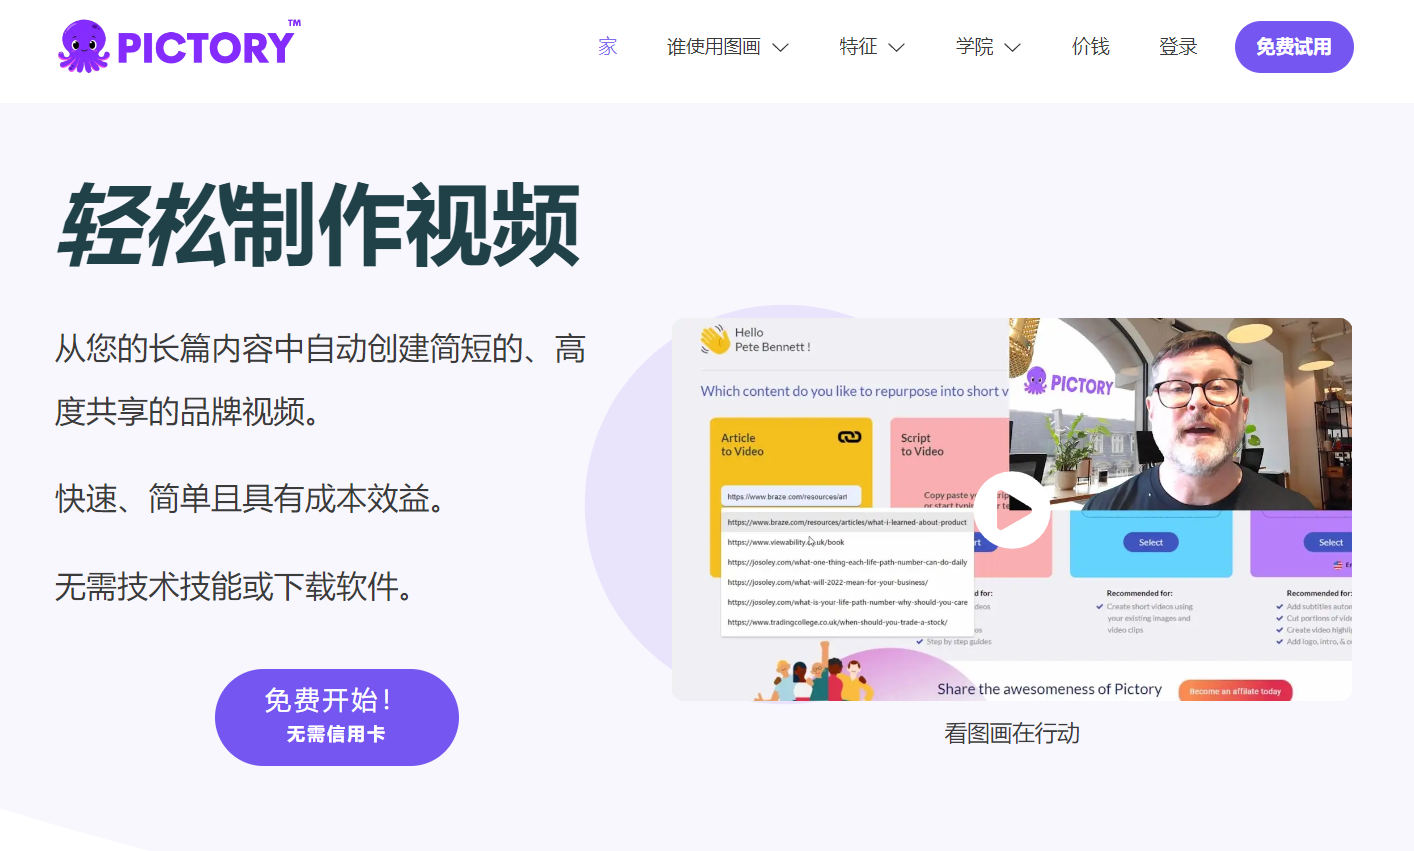 PICTORY™
家
谁使用图画
特征
学院
价钱
登录
免费试用
轻松制作视频
从您的长篇内容中自动创建简短的、高
度共享的品牌视频。
快速、简单且具有成本效益。
无需技术技能或下载软件。
免费开始！
无需信用卡
Hello
Pete Bennett !
Which content do you like to repurpose into short v
PICTORY
Article
to Video
Script
to Video
https://www.braze.com/resources/art
Copy paste your scrip
or start typing
https://www.braze.com/resources/articles/what-i-learned-about-product
https://www.viewability.co.uk/book
https://josoley.com/what-one-thing-each-life-path-number-can-do-daily
https://josoley.com/what-will-2022-mean-for-your-business/
https://josoley.com/what-is-your-life-path-number-why-should-you-care
https://www.tradingcollege.co.uk/when-should-you-trade-a-stock/
Select
Select
Recommended for:
Create short videos using
your existing images and
video clips
Recommended for:
Add subtitles autom
Cut portions of vide
Create video highlig
Add logo, intro, & ou
Step by step guides
Share the awesomeness of Pictory
Become an affilate today
看图画在行动